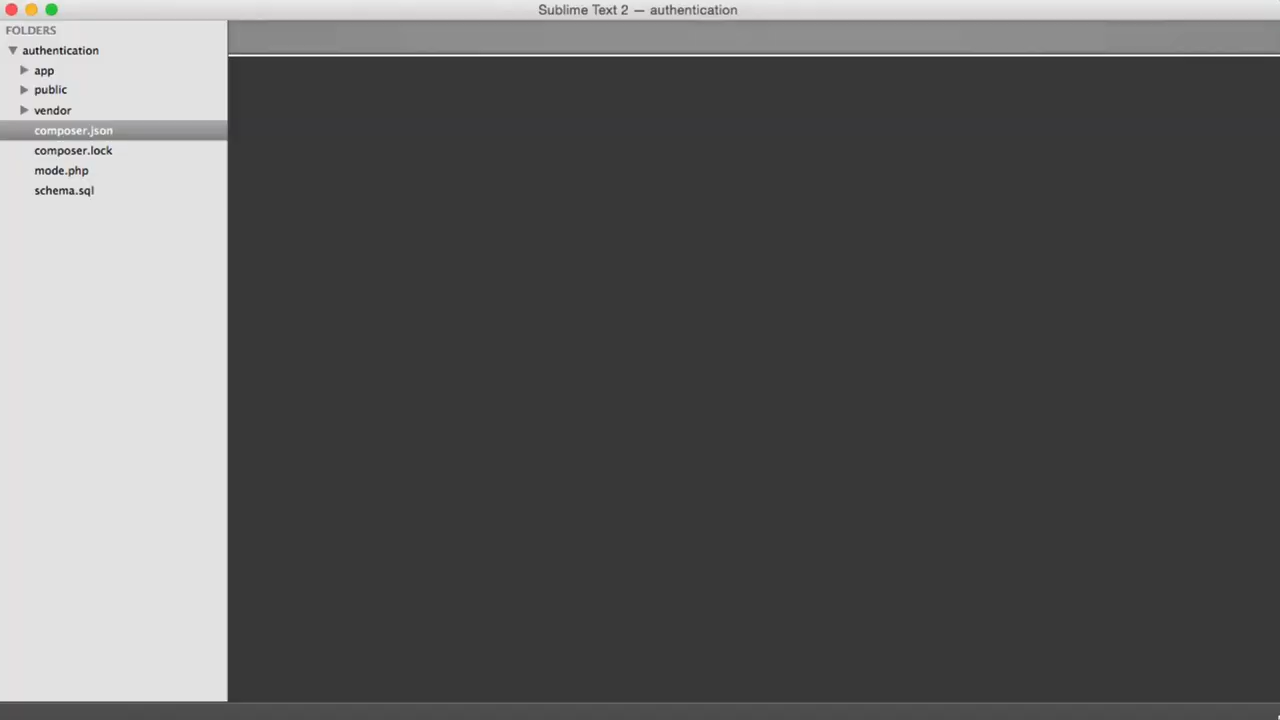 Sublime Text 2 — authentication
FOLDERS
authentication
app
public
vendor
composer.json
composer.lock
mode.php
schema.sql